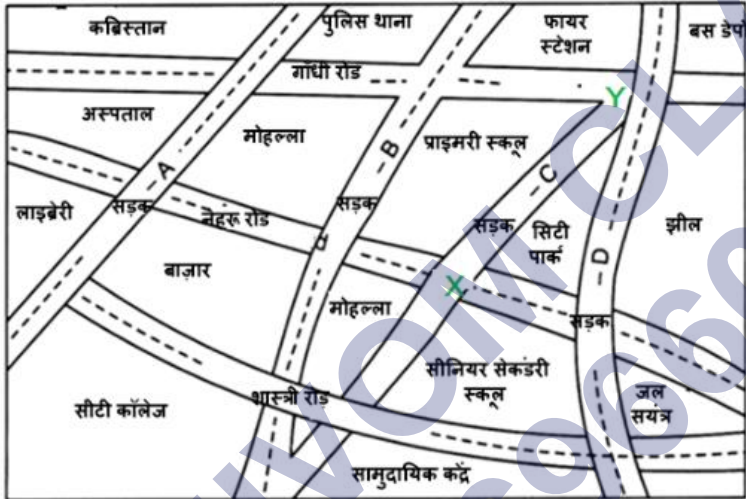 कब्रिस्तान
पुलिस थाना
फायर
स्टेशन
बस डेपो
गाँधी रोड
Y
अस्पताल
मोहल्ला
प्राइमरी स्कूल
A
B
C
लाइब्रेरी
सड़क
नेहरू रोड
सड़क
सड़क
सिटी
पार्क
झील
D
बाज़ार
X
मोहल्ला
सड़क
सीनियर सेकंडरी
स्कूल
जल
सयंत्र
सीटी कॉलेज
शास्त्री रोड़
सामुदायिक केंद्र